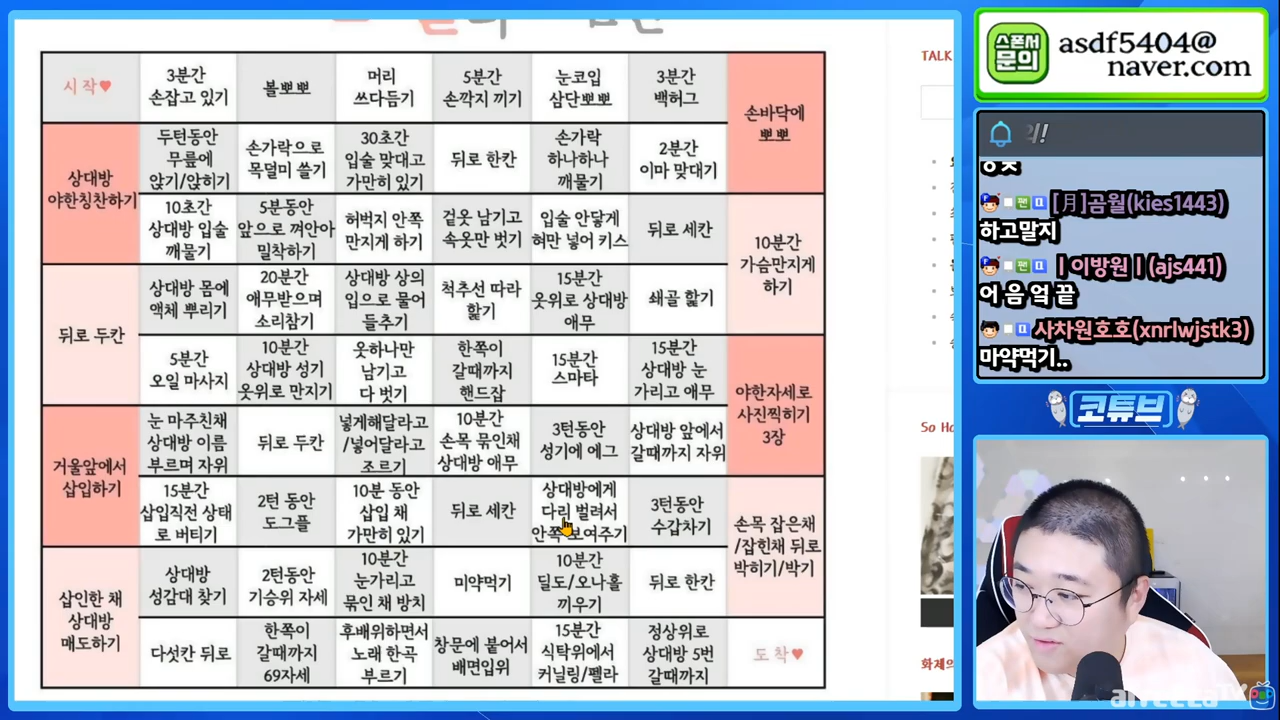 시작♥
3분간
손잡고 있기
볼뽀뽀
머리
쓰다듬기
5분간
손깍지 끼기
눈코입
삼단뽀뽀
3분간
백허그
손바닥에
뽀뽀
상대방
야한칭찬하기
두턴동안
무릎에
앉기/앉히기
손가락으로
목덜미 쓸기
30초간
입술 맞대고
가만히 있기
뒤로 한칸
손가락
하나하나
깨물기
2분간
이마 맞대기
10초간
상대방 입술
깨물기
5분동안
앞으로 껴안아
밀착하기
허벅지 안쪽
만지게 하기
겉옷 남기고
속옷만 벗기
입술 안닿게
혀만 넣어 키스
뒤로 세칸
10분간
가슴만지게
하기
뒤로 두칸
상대방 몸에
액체 뿌리기
20분간
애무받으며
소리참기
상대방 상의
입으로 물어
들추기
척추선 따라
핥기
15분간
옷위로 상대방
애무
쇄골 핥기
5분간
오일 마사지
10분간
상대방 성기
옷위로 만지기
옷하나만
남기고
다 벗기
한쪽이
갈때까지
핸드잡
15분간
스마타
15분간
상대방 눈
가리고 애무
야한자세로
사진찍히기
3장
거울앞에서
삽입하기
눈 마주친채
상대방 이름
부르며 자위
뒤로 두칸
넣게해달라고
/넣어달라고
조르기
10분간
손목 묶인채
상대방 애무
3턴동안
성기에 에그
상대방 앞에서
갈때까지 자위
15분간
삽입직전 상태
로 버티기
2턴 동안
도그플
10분 동안
삽입 채
가만히 있기
뒤로 세칸
상대방에게
다리 벌려서
안쪽 보여주기
3턴동안
수갑차기
손목 잡은채
/잡힌채 뒤로
박히기/박기
삽인한 채
상대방
매도하기
상대방
성감대 찾기
2턴동안
기승위 자세
10분간
눈가리고
묶인 채 방치
미약먹기
10분간
딜도/오나홀
끼우기
뒤로 한칸
다섯칸 뒤로
한쪽이
갈때까지
69자세
후배위하면서
노래 한곡
부르기
창문에 붙어서
배면입위
15분간
식탁위에서
커닐링/펠라
정상위로
상대방 5번
갈때까지
도착♥
TALK
So Ho
화제의
스폰서
문의
asdf5404@
naver.com
[月]곰월(kies1443)
하고말지
ㅣ이방원ㅣ(ajs441)
어 음 엌 끝
사차원호호(xnrlwjstk3)
마약먹기..
코튜브
afreecaTV